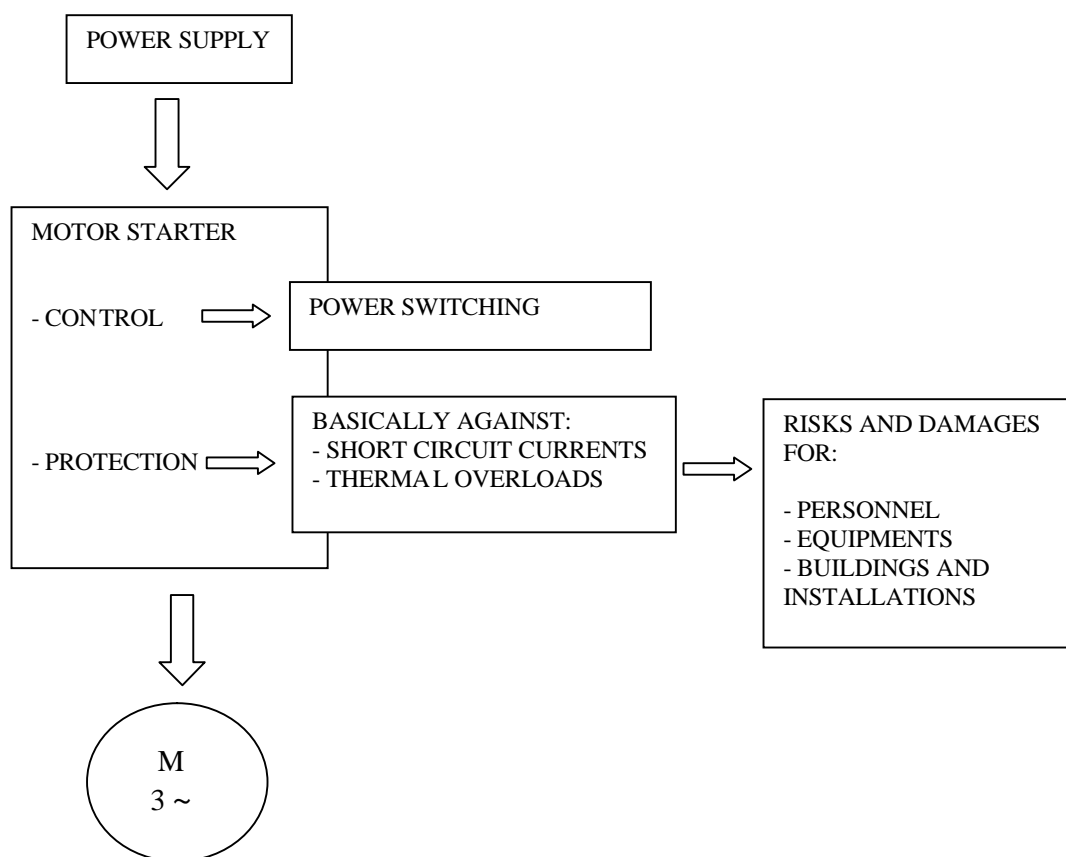 POWER SUPPLY
MOTOR STARTER
- CONTROL
POWER SWITCHING
- PROTECTION
BASICALLY AGAINST:
- SHORT CIRCUIT CURRENTS
- THERMAL OVERLOADS
RISKS AND DAMAGES
FOR:
- PERSONNEL
- EQUIPMENTS
- BUILDINGS AND
INSTALLATIONS
M
3 ~